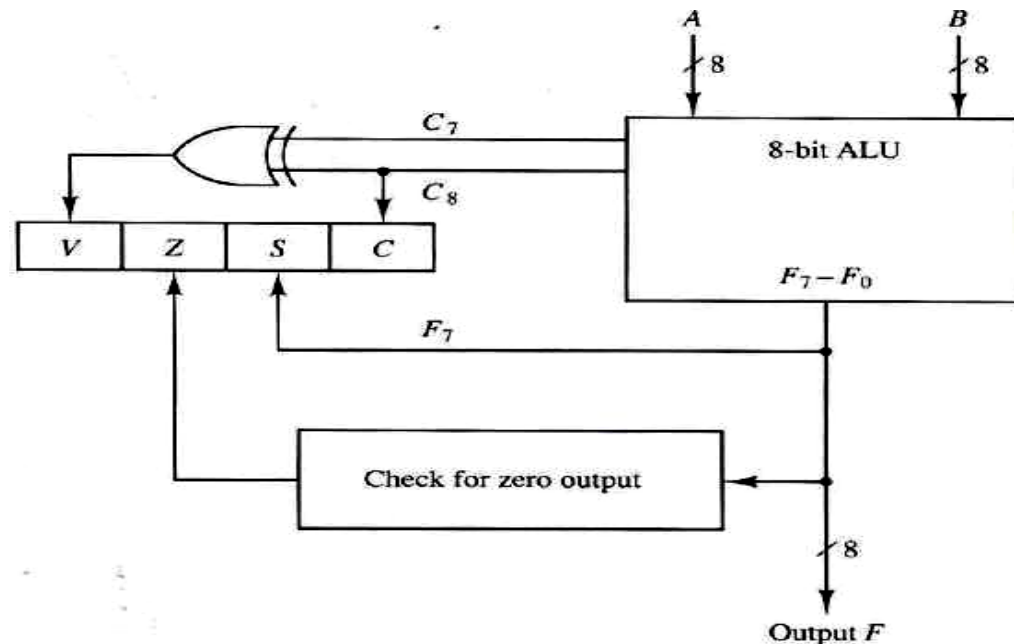 A B
8 8
C7
8-bit ALU
C8
V Z S C
F7 – F0
F7
Check for zero output
8
Output F